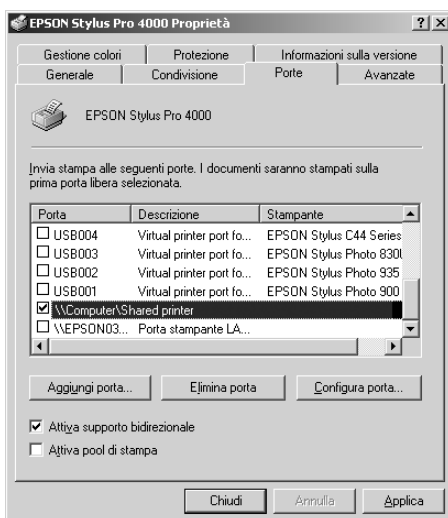 EPSON Stylus Pro 4000 Proprietà
Gestione colori Protezione Informazioni sulla versione
Generale Condivisione Porte Avanzate
EPSON Stylus Pro 4000
Invia stampa alle seguenti porte. I documenti saranno stampati sulla
prima porta libera selezionata.
Porta Descrizione Stampante
USB004 Virtual printer port fo... EPSON Stylus C44 Series
USB003 Virtual printer port fo... EPSON Stylus Photo 830U
USB002 Virtual printer port fo... EPSON Stylus Photo 935
USB001 Virtual printer port fo... EPSON Stylus Photo 900
\\Computer\Shared printer
\\EPSON03... Porta stampante LA...
Aggiungi porta... Elimina porta Configura porta...
Attiva supporto bidirezionale
Attiva pool di stampa
Chiudi Annulla Applica